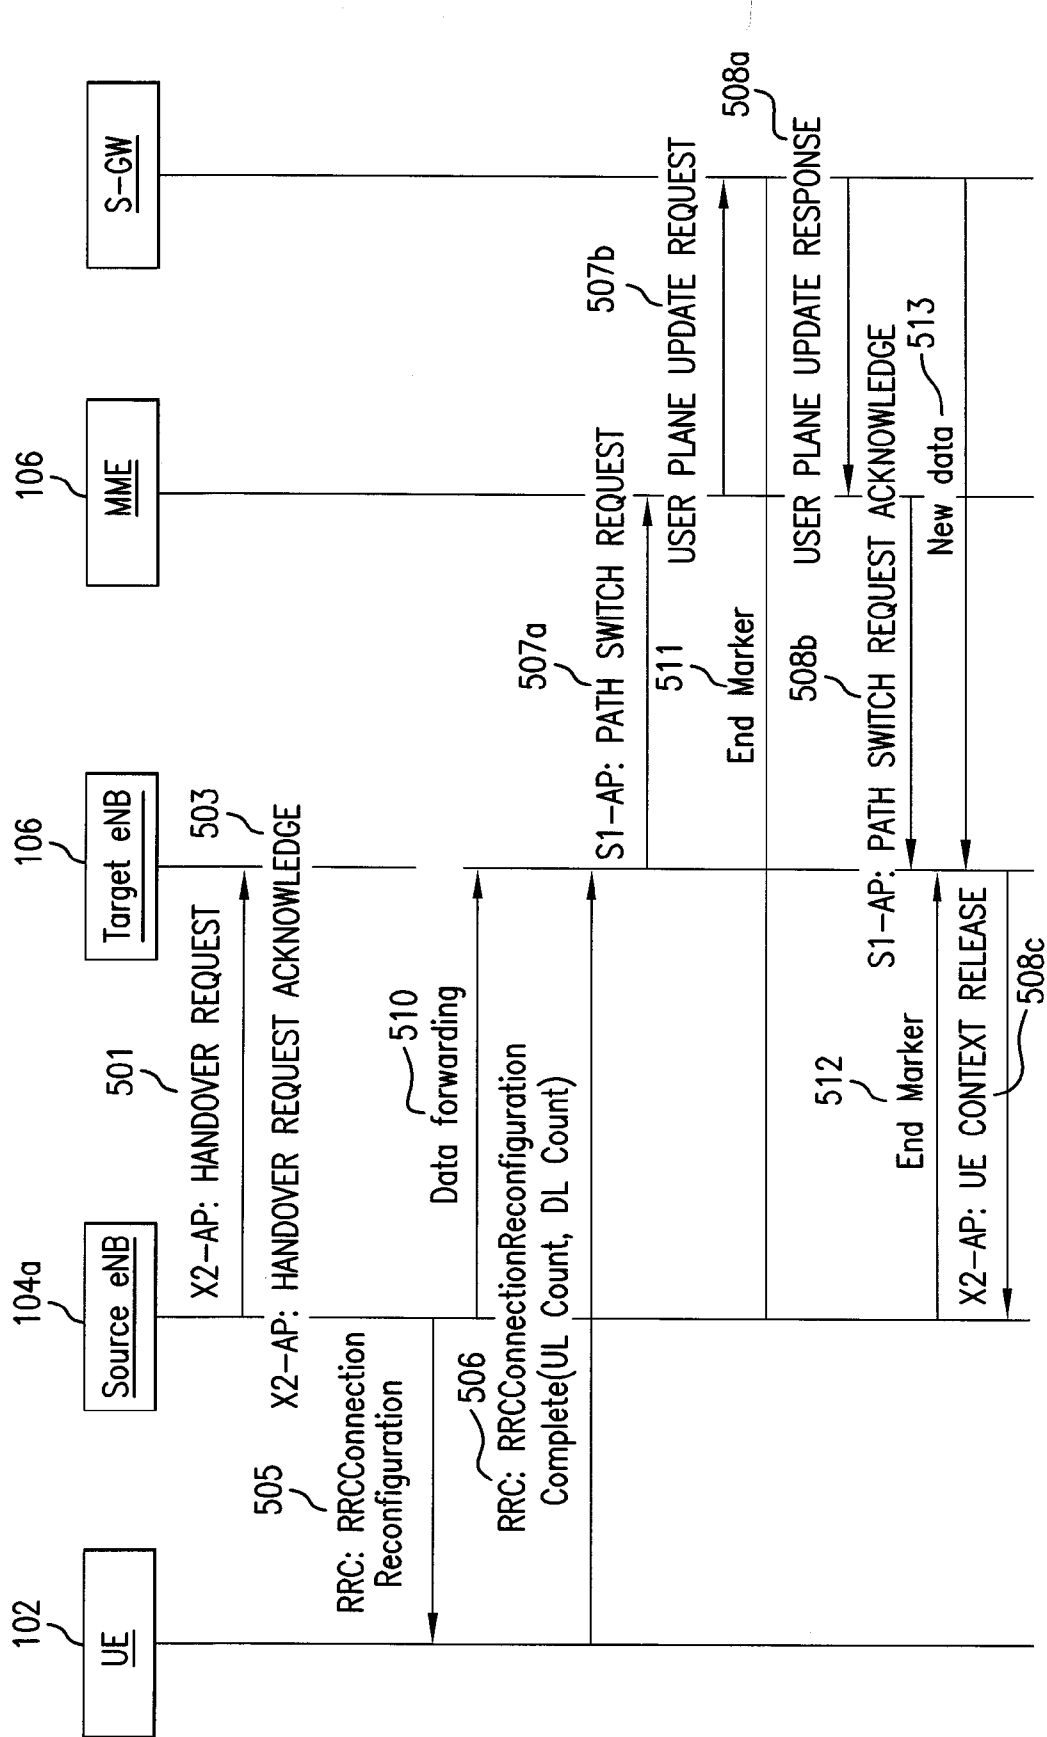 102
UE
104a
Source eNB
106
Target eNB
106
MME
S-GW
501
X2-AP: HANDOVER REQUEST
503
X2-AP: HANDOVER REQUEST ACKNOWLEDGE
505
RRC: RRCConnection
Reconfiguration
510
Data forwarding
506
RRC: RRCConnectionReconfiguration
Complete(UL Count, DL Count)
507a
S1-AP: PATH SWITCH REQUEST
507b
USER PLANE UPDATE REQUEST
511
End Marker
508a
USER PLANE UPDATE RESPONSE
508b
S1-AP: PATH SWITCH REQUEST ACKNOWLEDGE
512
End Marker
New data
513
X2-AP: UE CONTEXT RELEASE
508c